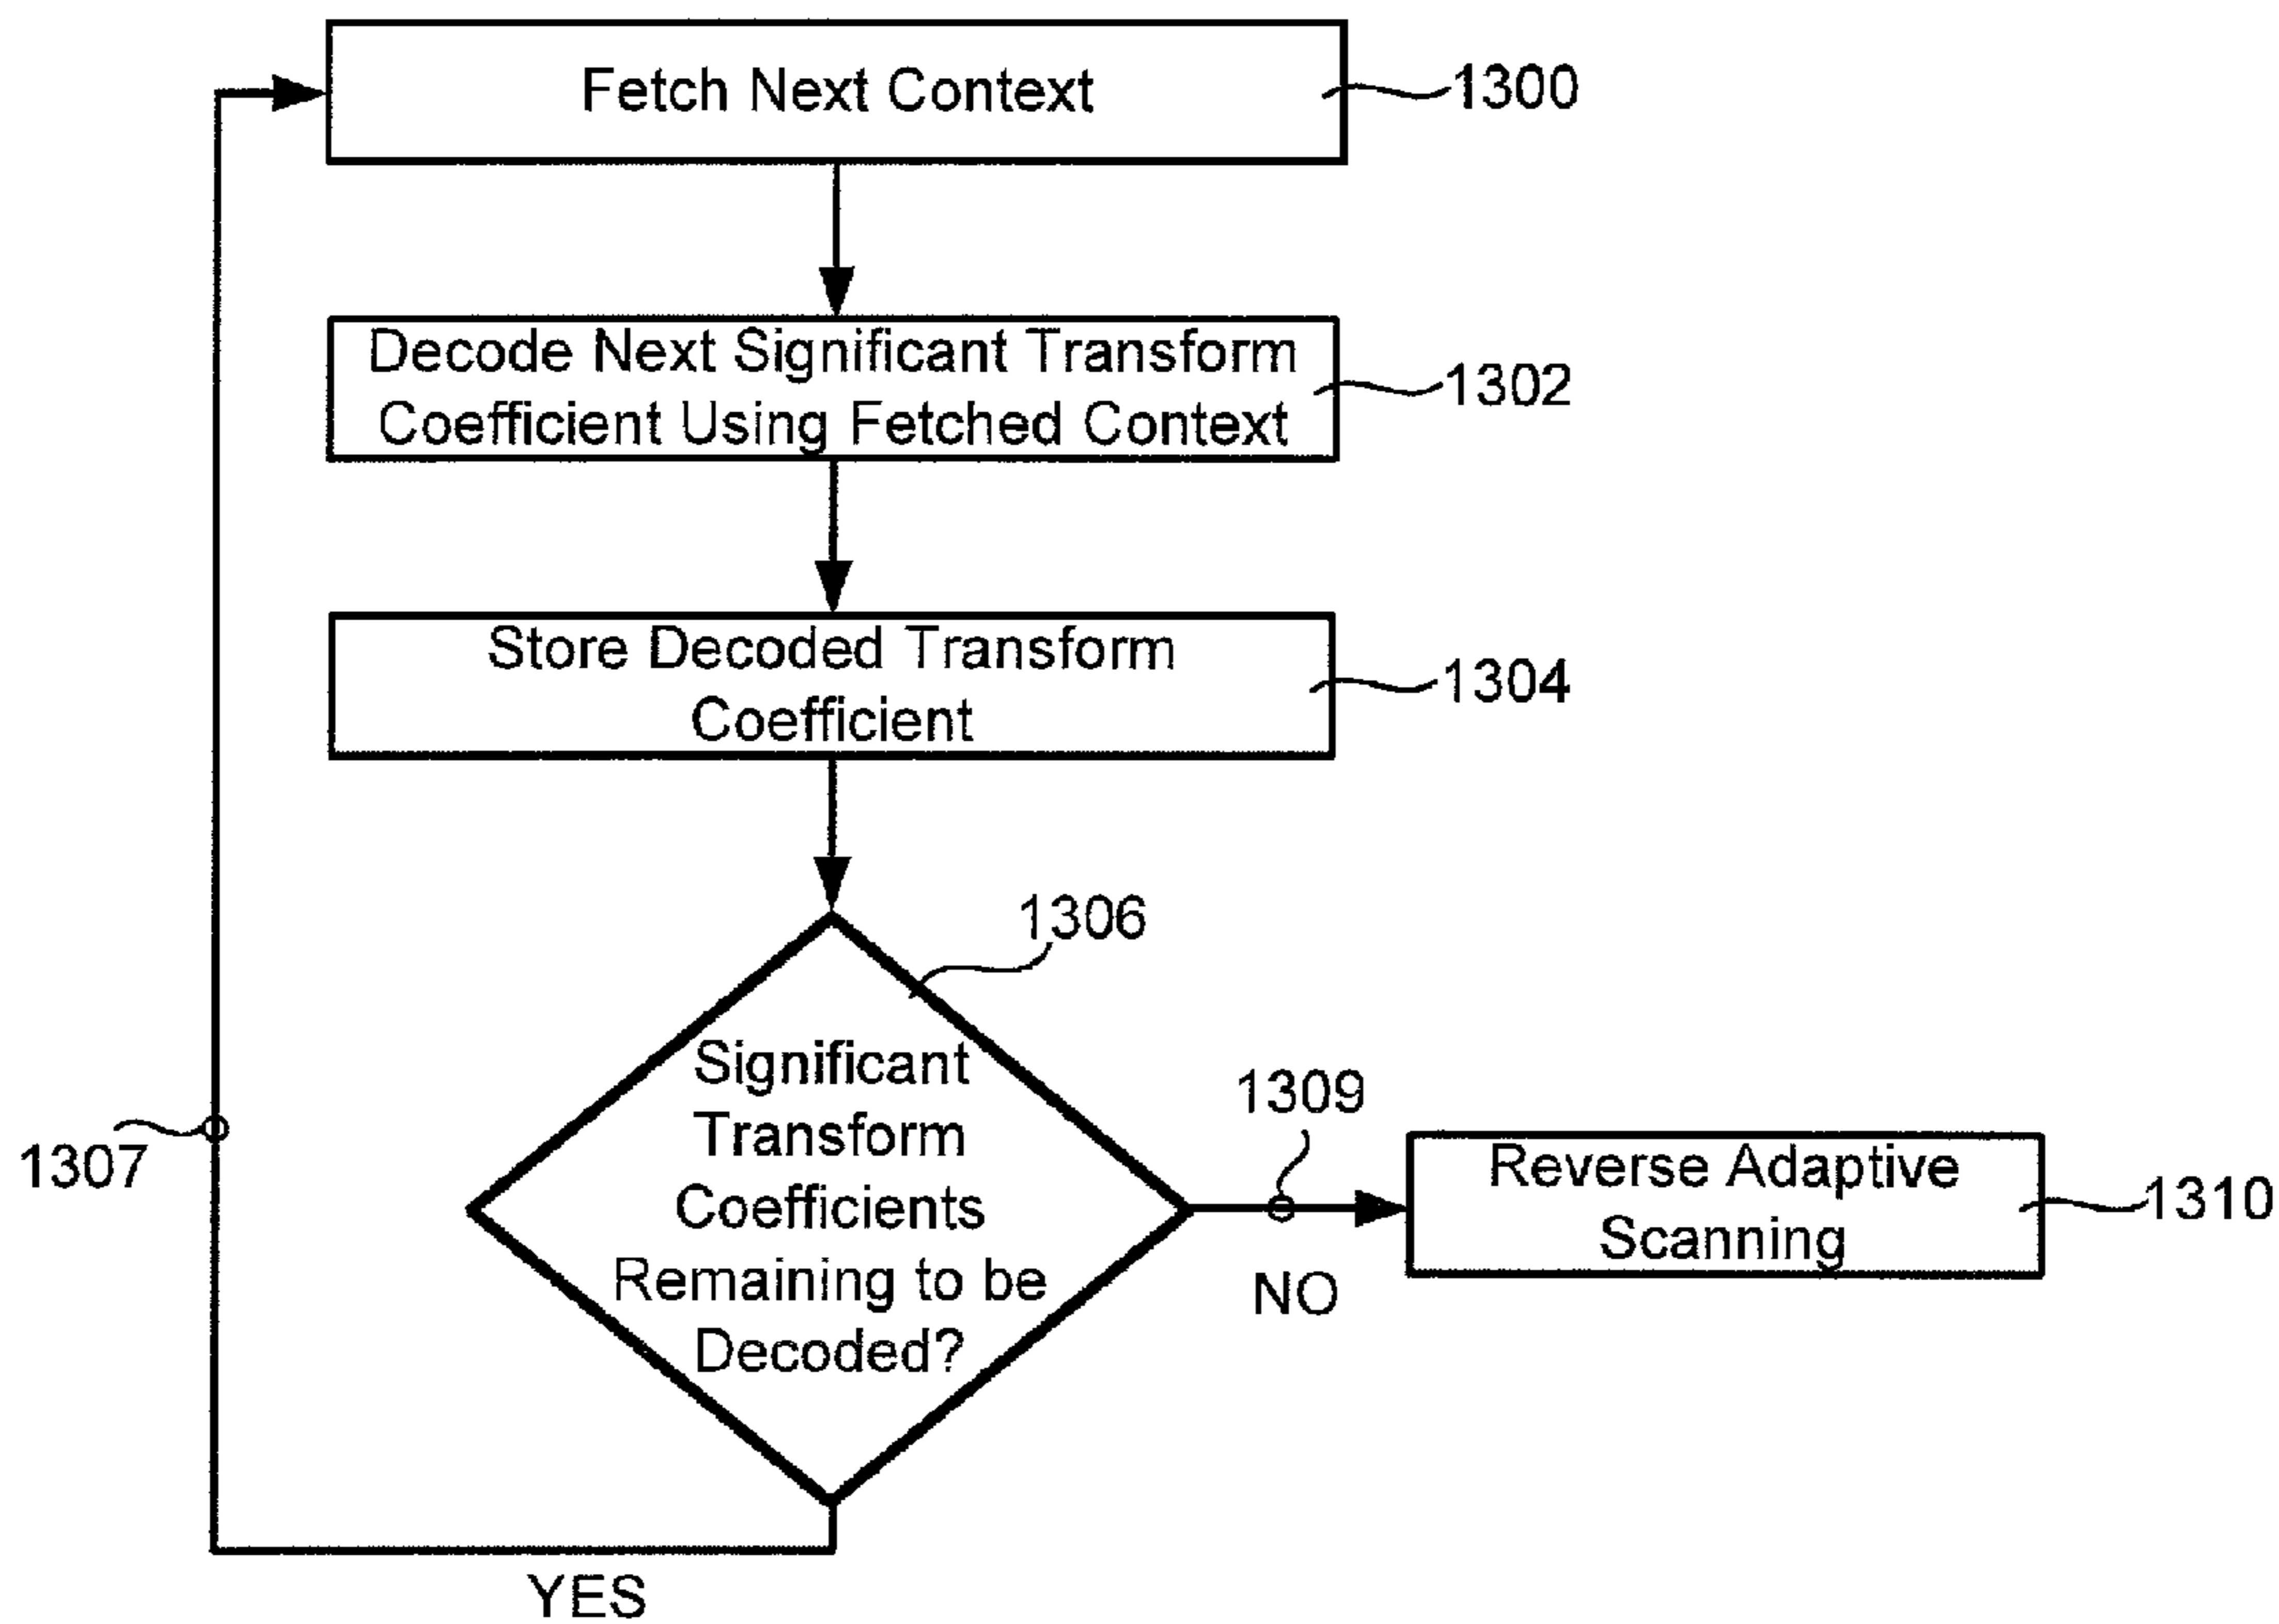 Fetch Next Context
1300
Decode Next Significant Transform
Coefficient Using Fetched Context
1302
Store Decoded Transform
Coefficient
1304
1306
Significant
Transform
Coefficients
Remaining to be
Decoded?
1307
1309
NO
Reverse Adaptive
Scanning
1310
YES